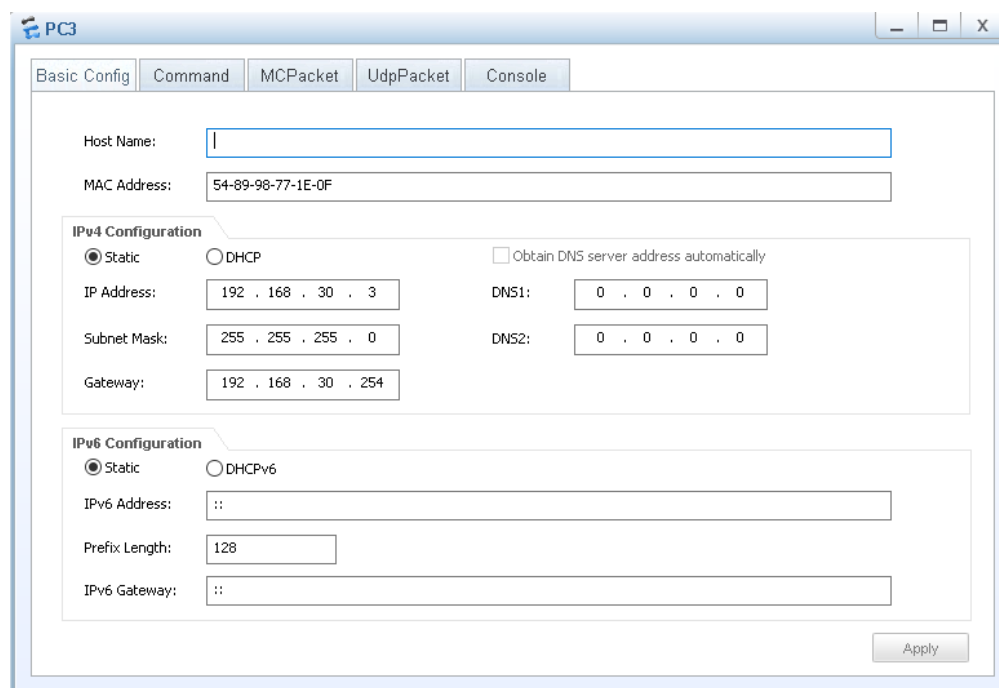 PC3
X
Basic Config Command MCPacket UdpPacket Console
Host Name:
MAC Address: 54-89-98-77-1E-0F
IPv4 Configuration
Static DHCP Obtain DNS server address automatically
IP Address: 192 . 168 . 30 . 3 DNS1: 0 . 0 . 0 . 0
Subnet Mask: 255 . 255 . 255 . 0 DNS2: 0 . 0 . 0 . 0
Gateway: 192 . 168 . 30 . 254
IPv6 Configuration
Static DHCPv6
IPv6 Address: ::
Prefix Length: 128
IPv6 Gateway: ::
Apply